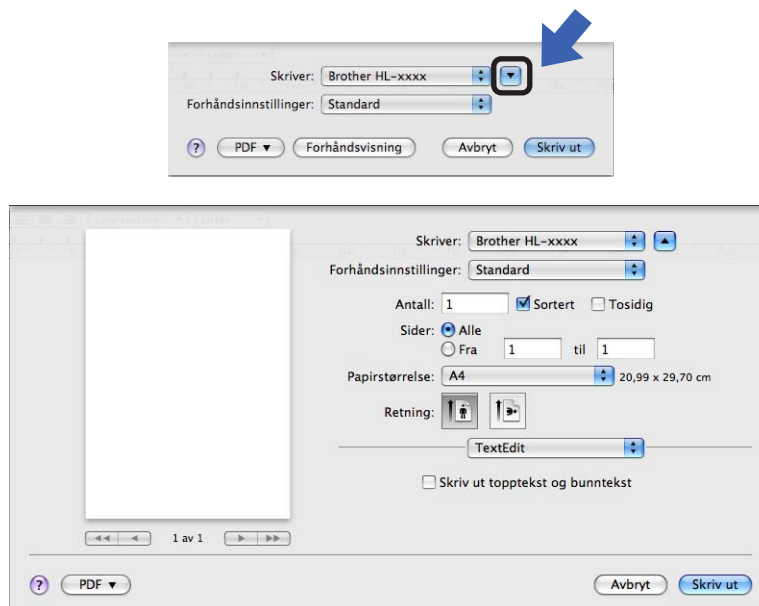 Skriver: Brother HL-xxxx
Forhåndsinnstillinger: Standard
? PDF Forhåndsvisning Avbryt Skriv ut
Skriver: Brother HL-xxxx
Forhåndsinnstillinger: Standard
Antall: 1 Sortert Tosidig
Sider: Alle
Fra 1 til 1
Papirstørrelse: A4 20,99 x 29,70 cm
Retning:
TextEdit
Skriv ut topptekst og bunntekst
1 av 1
? PDF Avbryt Skriv ut